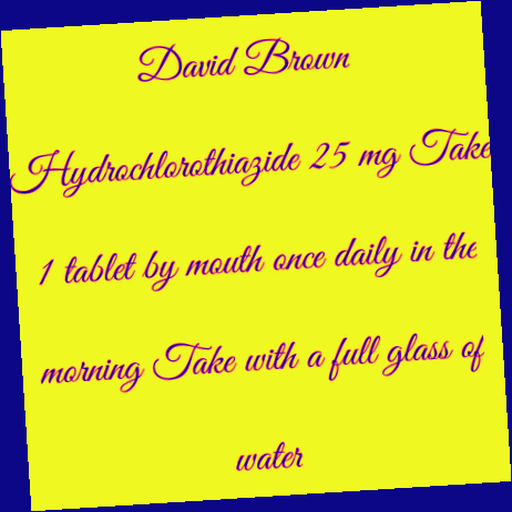 David Brown
Hydrochlorothiazide 25 mg Take
1 tablet by mouth once daily in the
morning Take with a full glass of
water